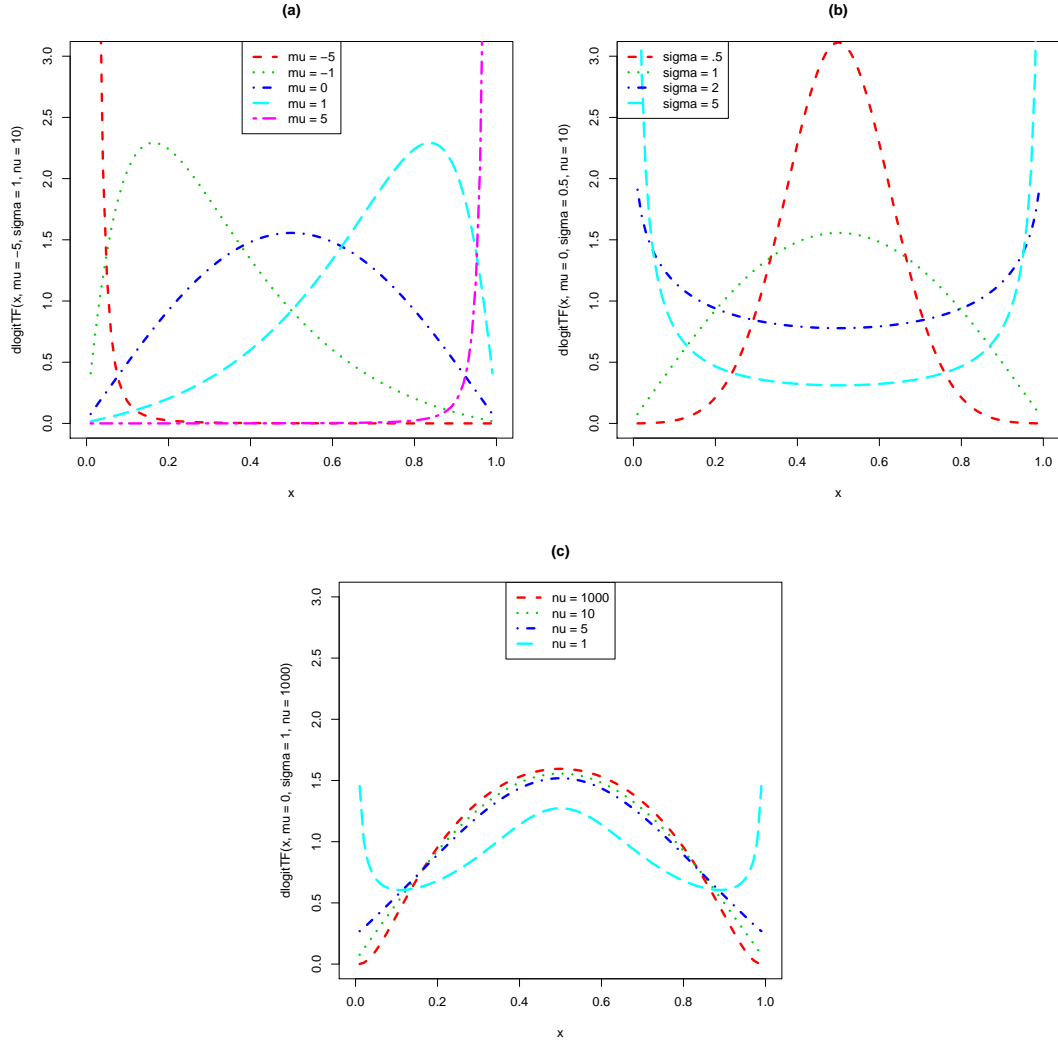 (a)
dlogitTF(x, mu = −5, sigma = 1, nu = 10)
3.0
2.5
2.0
1.5
1.0
0.5
0.0
mu = −5
mu = −1
mu = 0
mu = 1
mu = 5
0.0 0.2 0.4 0.6 0.8 1.0
x
(b)
dlogitTF(x, mu = 0, sigma = 0.5, nu = 10)
3.0
2.5
2.0
1.5
1.0
0.5
0.0
sigma = .5
sigma = 1
sigma = 2
sigma = 5
0.0 0.2 0.4 0.6 0.8 1.0
x
(c)
dlogitTF(x, mu = 0, sigma = 1, nu = 1000)
3.0
2.5
2.0
1.5
1.0
0.5
0.0
nu = 1000
nu = 10
nu = 5
nu = 1
0.0 0.2 0.4 0.6 0.8 1.0
x